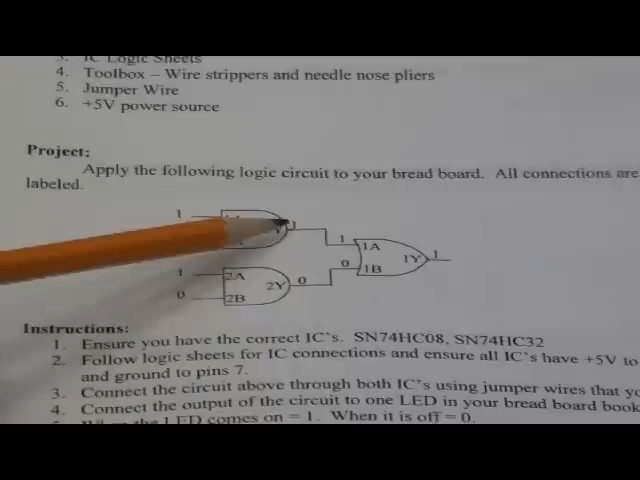 3. IC Logic Sheets
4. Toolbox – Wire strippers and needle nose pliers
5. Jumper Wire
6. +5V power source
Project:
Apply the following logic circuit to your bread board. All connections are
labeled.
1
1
1 1A
1Y 1
0 1B
1 2A
2Y 0
0 2B
Instructions:
1. Ensure you have the correct IC's. SN74HC08, SN74HC32
2. Follow logic sheets for IC connections and ensure all IC's have +5V to
and ground to pins 7.
3. Connect the circuit above through both IC's using jumper wires that
4. Connect the output of the circuit to one LED in your bread board book
the LED comes on = 1. When it is off = 0.